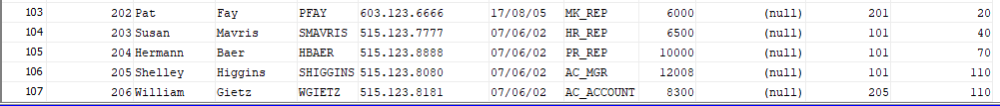 103 202 Pat Fay PFAY 603.123.6666 17/08/05 MK_REP 6000 (null) 201 20
104 203 Susan Mavris SMAVRIS 515.123.7777 07/06/02 HR_REP 6500 (null) 101 40
105 204 Hermann Baer HBAER 515.123.8888 07/06/02 PR_REP 10000 (null) 101 70
106 205 Shelley Higgins SHIGGINS 515.123.8080 07/06/02 AC_MGR 12008 (null) 101 110
107 206 William Gietz WGIETZ 515.123.8181 07/06/02 AC_ACCOUNT 8300 (null) 205 110